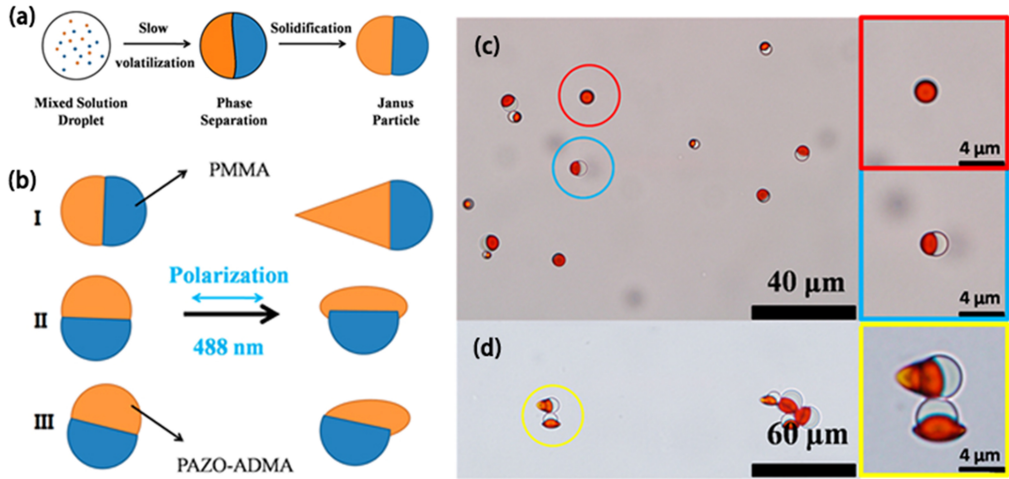 (a)
Slow
volatilization
Solidification
Mixed Solution
Droplet
Phase
Separation
Janus
Particle
(b)
PMMA
I
Polarization
II
488 nm
III
PAZO-ADMA
(c)
40 μm
4 μm
4 μm
(d)
60 μm
4 μm